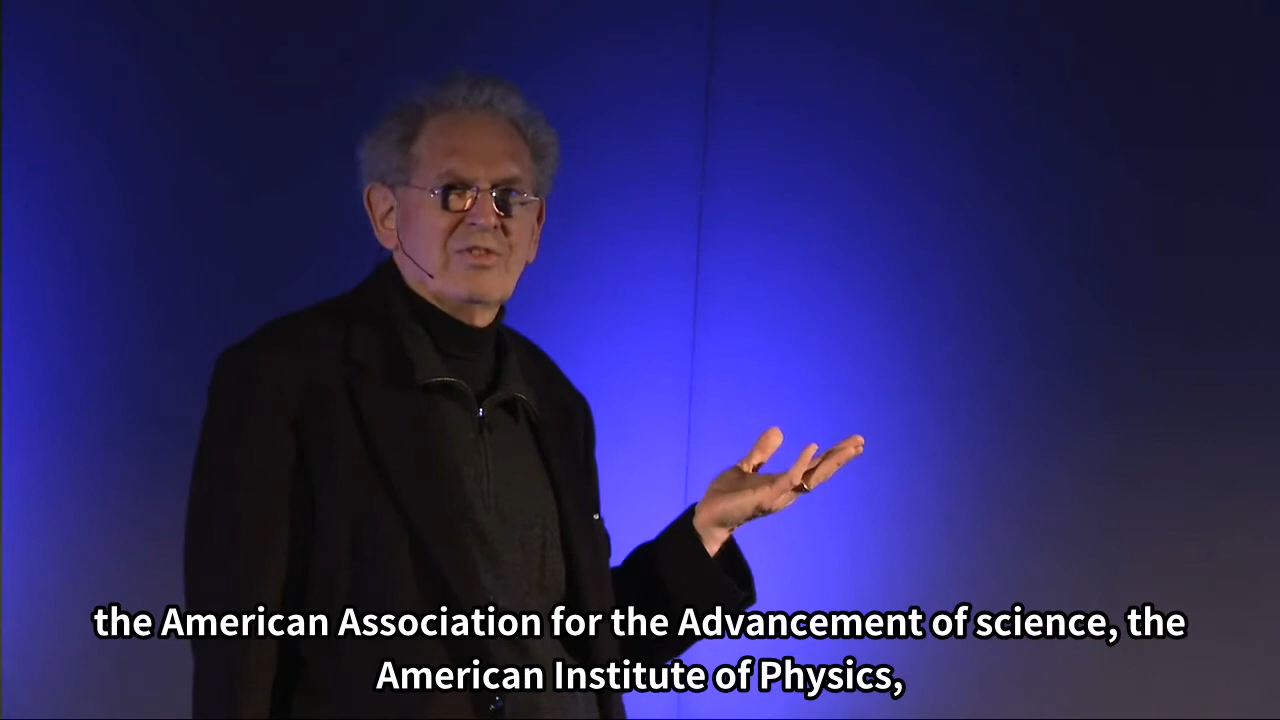 the American Association for the Advancement of science, the
American Institute of Physics,